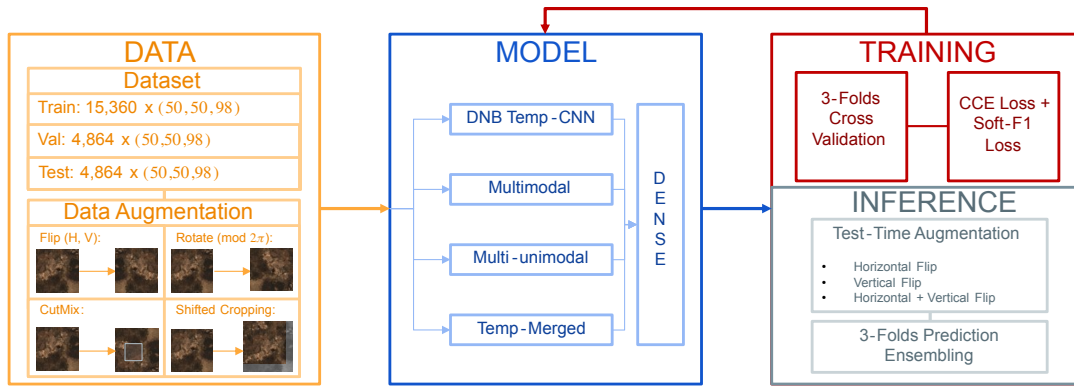 DATA
Dataset
Train: 15,360 x (50,50,98)
Val: 4,864 x (50,50,98)
Test: 4,864 x (50,50,98)
Data Augmentation
Flip (H, V):
Rotate (mod 2π):
CutMix:
Shifted Cropping:
MODEL
DNB Temp-CNN
Multimodal
Multi-unimodal
Temp-Merged
DENSE
TRAINING
3-Folds
Cross
Validation
CCE Loss +
Soft-F1
Loss
INFERENCE
Test-Time Augmentation
• Horizontal Flip
• Vertical Flip
• Horizontal + Vertical Flip
3-Folds Prediction
Ensembling